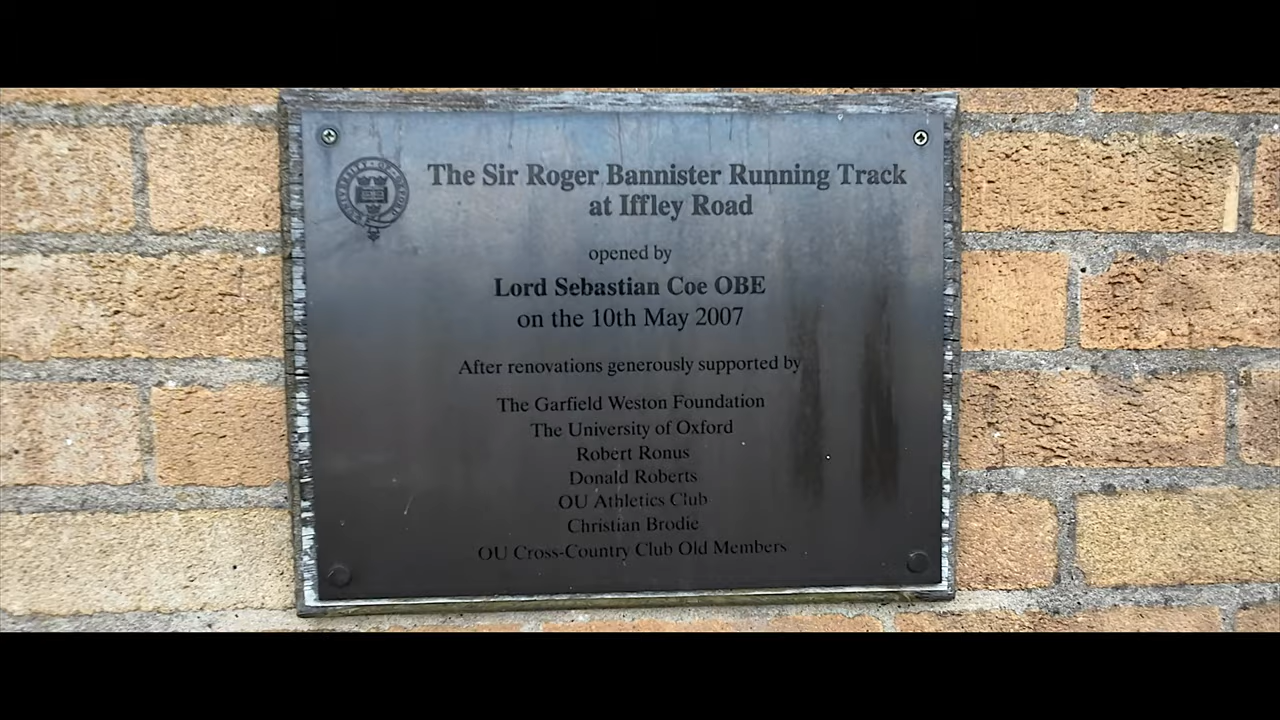 The Sir Roger Bannister Running Track
at Iffley Road
opened by
Lord Sebastian Coe OBE
on the 10th May 2007
After renovations generously supported by
The Garfield Weston Foundation
The University of Oxford
Robert Ronus
Donald Roberts
OU Athletics Club
Christian Brodie
OU Cross-Country Club Old Members